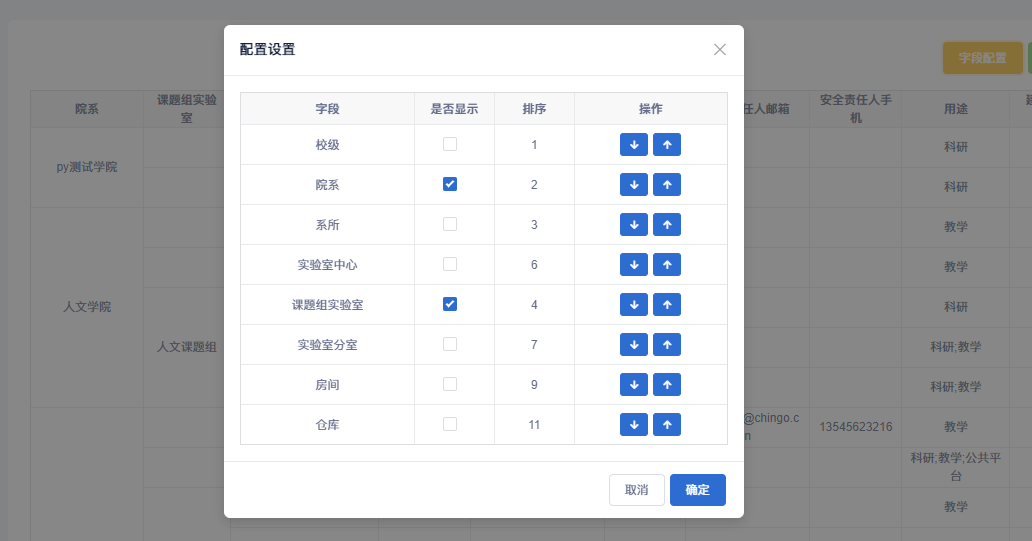 配置设置
字段配置
字段 是否显示 排序 操作
校级 1
院系 2
系所 3
实验室中心 6
课题组实验室 4
实验室分室 7
房间 9
仓库 11
取消 确定
院系
课题组实验
室
任人邮箱
安全责任人手
机
用途
py测试学院
科研
科研
人文学院
教学
教学
科研
人文课题组
科研;教学
科研;教学
@chingo.c
13545623216
教学
科研;教学;公共平
台
教学